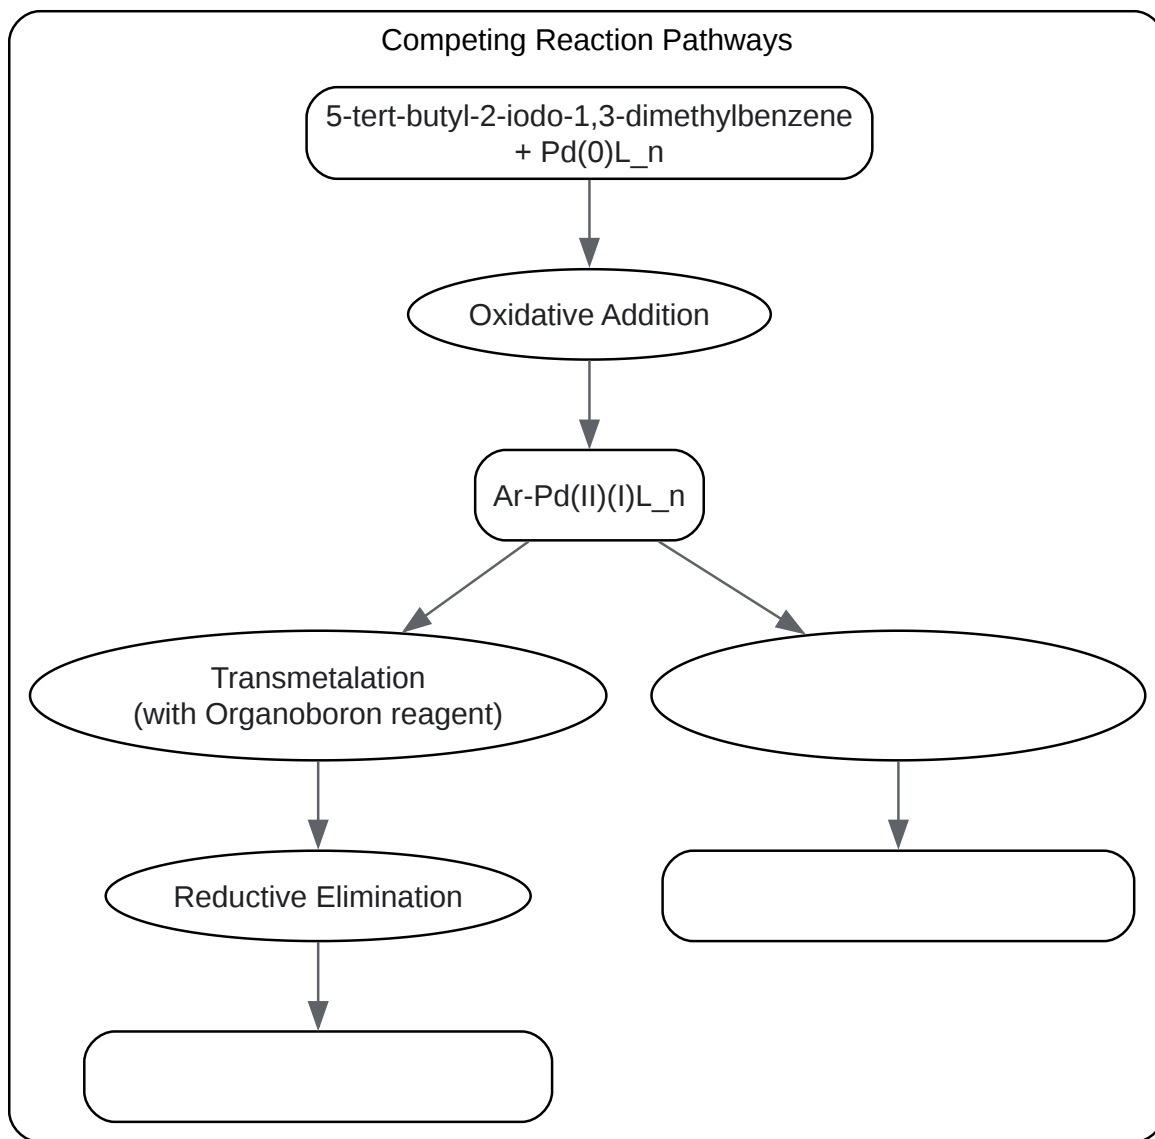 Competing Reaction Pathways
5-tert-butyl-2-iodo-1,3-dimethylbenzene
+ Pd(0)L_n
Oxidative Addition
Ar-Pd(II)(I)L_n
Transmetalation
(with Organoboron reagent)
Reductive Elimination